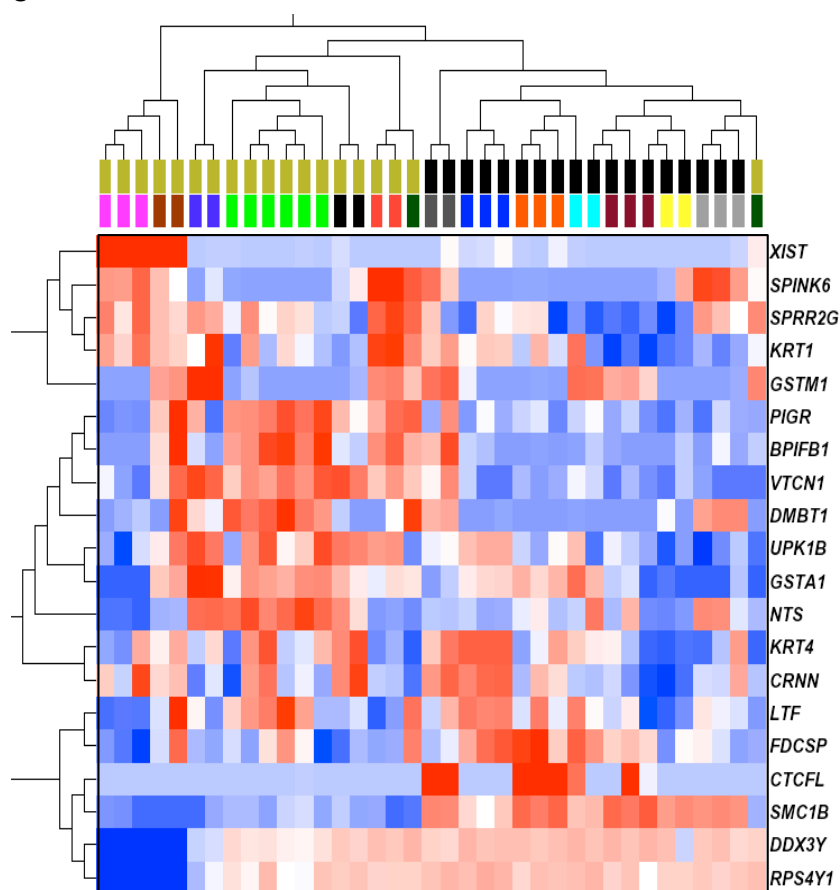 XIST
SPINK6
SPRR2G
KRT1
GSTM1
PIGR
BPIFB1
VTCN1
DMBT1
UPK1B
GSTA1
NTS
KRT4
CRNN
LTF
FDCSP
CTCFL
SMC1B
DDX3Y
RPS4Y1